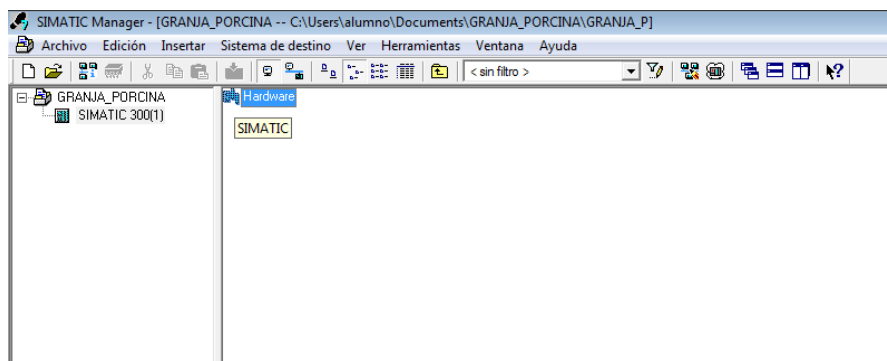 SIMATIC Manager - [GRANJA_PORCINA -- C:\Users\alumno\Documents\GRANJA_PORCINA\GRANJA_P]
Archivo Edición Insertar Sistema de destino Ver Herramientas Ventana Ayuda
< sin filtro >
GRANJA_PORCINA
SIMATIC 300(1)
Hardware
SIMATIC